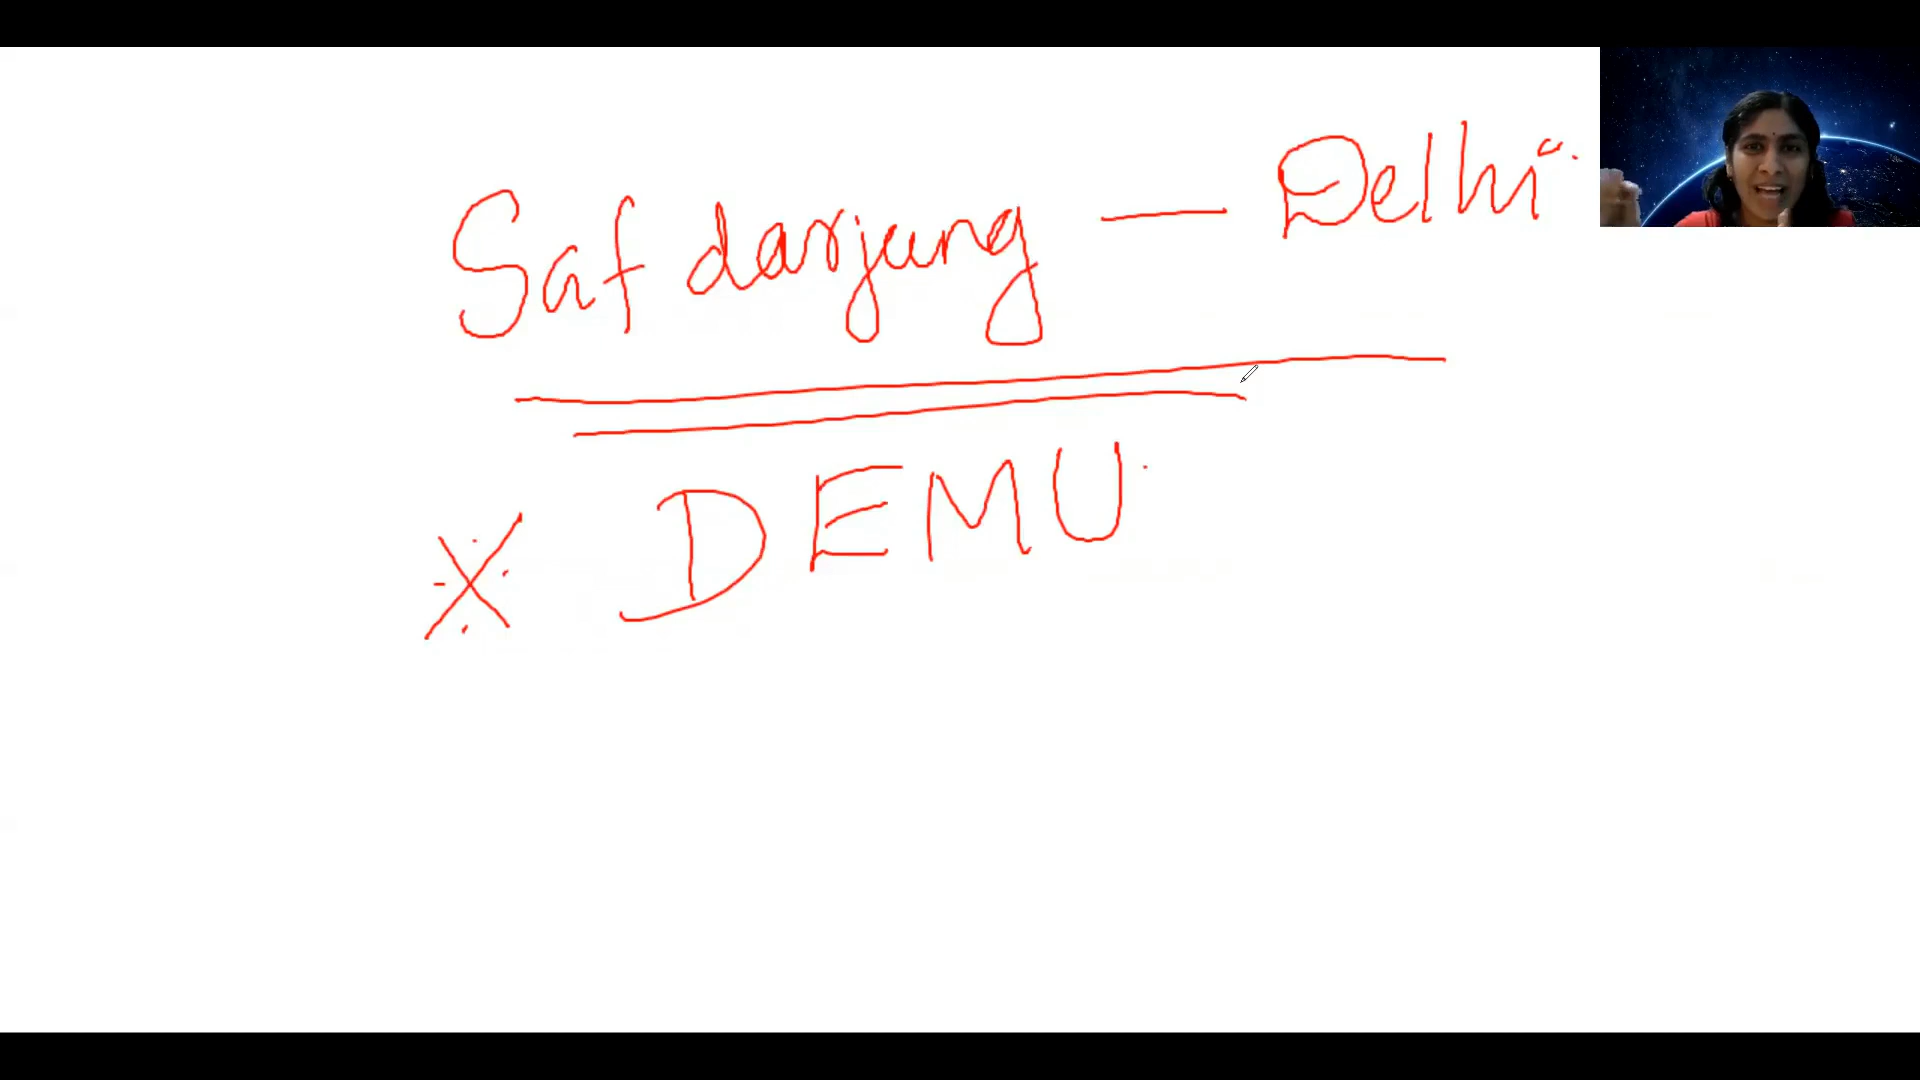 Safdarjung — Delhi
※ DEMU